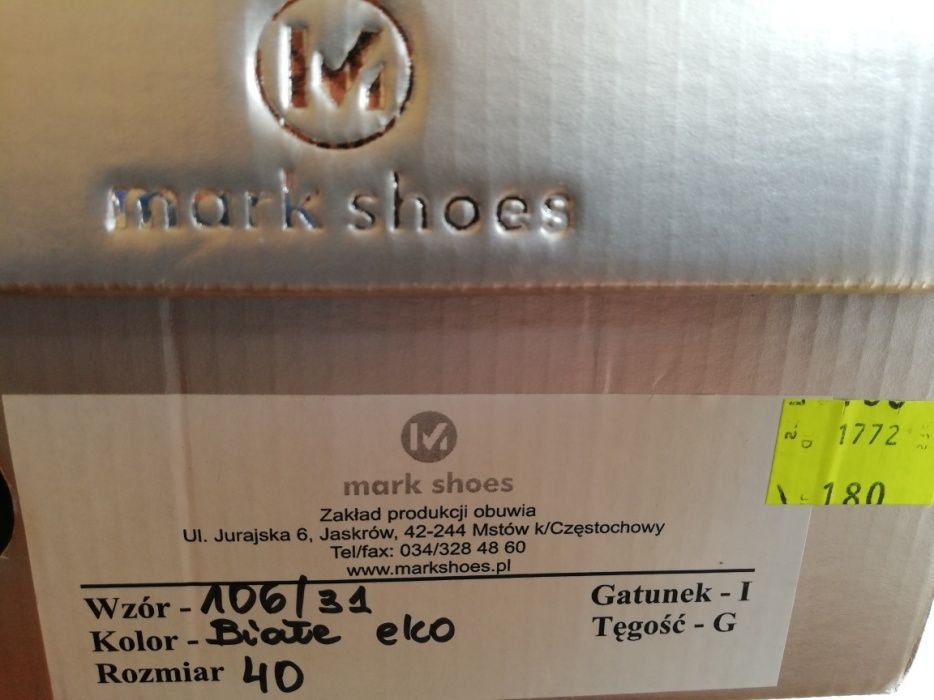 M
mark shoes
M
mark shoes
Zakład produkcji obuwia
Ul. Jurajska 6, Jaskrów, 42-244 Mstów k/Częstochowy
Tel/fax: 034/328 48 60
www.markshoes.pl
Wzór - 106/31
Kolor - Białe eko
Rozmiar 40
Gatunek - I
Tęgość - G
1772
180